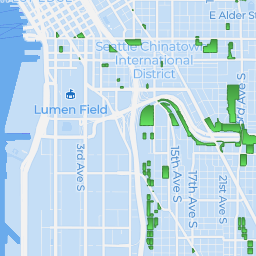 E Alder St
Seattle Chinatown
International
District
Lumen Field
3rd Ave S
15th Ave S
17th Ave S
21st Ave S